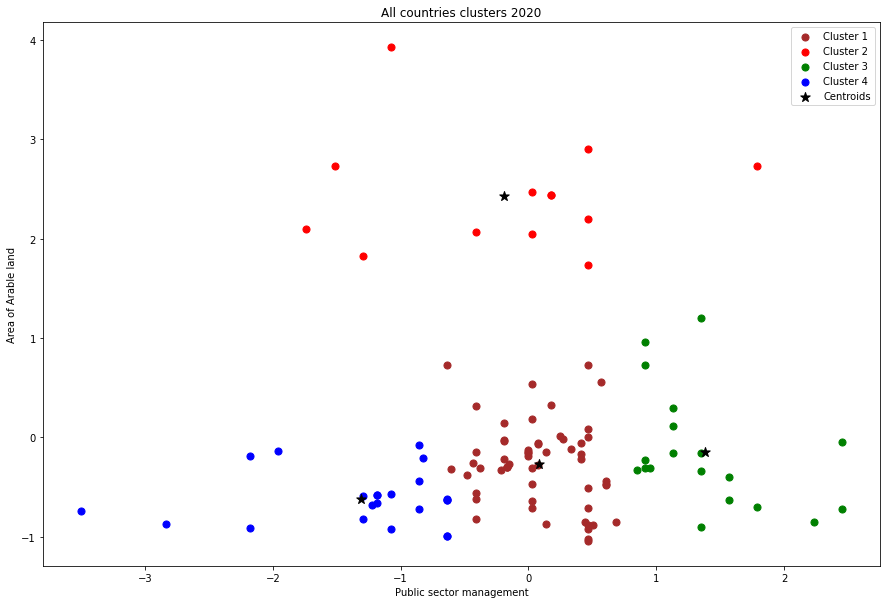 All countries clusters 2020
Cluster 1
Cluster 2
Cluster 3
Cluster 4
Centroids
4
3
2
1
0
−1
Area of Arable land
−3
−2
−1
0
1
2
Public sector management